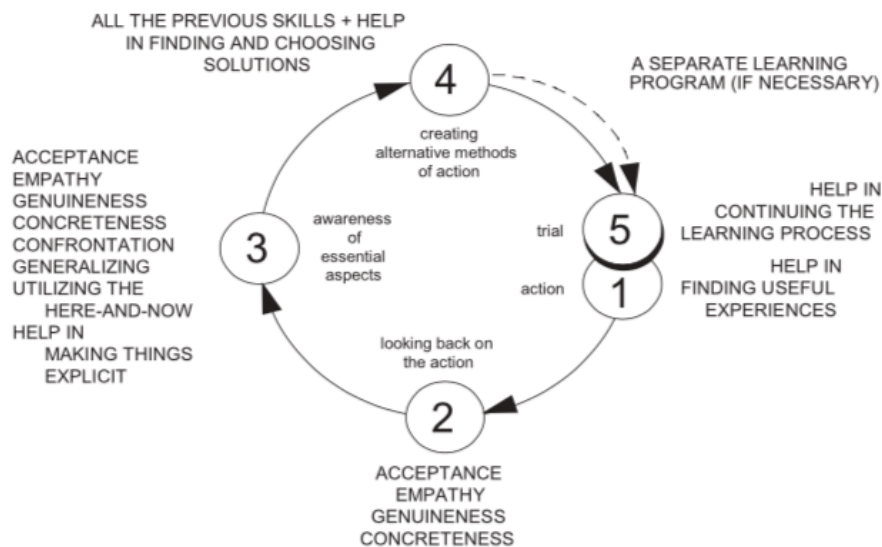 ALL THE PREVIOUS SKILLS + HELP
IN FINDING AND CHOOSING
SOLUTIONS
4
A SEPARATE LEARNING
PROGRAM (IF NECESSARY)
creating
alternative methods
of action
ACCEPTANCE
EMPATHY
GENUINENESS
CONCRETENESS
CONFRONTATION
GENERALIZING
UTILIZING THE
HERE-AND-NOW
HELP IN
MAKING THINGS
EXPLICIT
3
awareness
of
essential
aspects
trial
5
HELP IN
CONTINUING THE
LEARNING PROCESS
action
1
HELP IN
FINDING USEFUL
EXPERIENCES
looking back on
the action
2
ACCEPTANCE
EMPATHY
GENUINENESS
CONCRETENESS